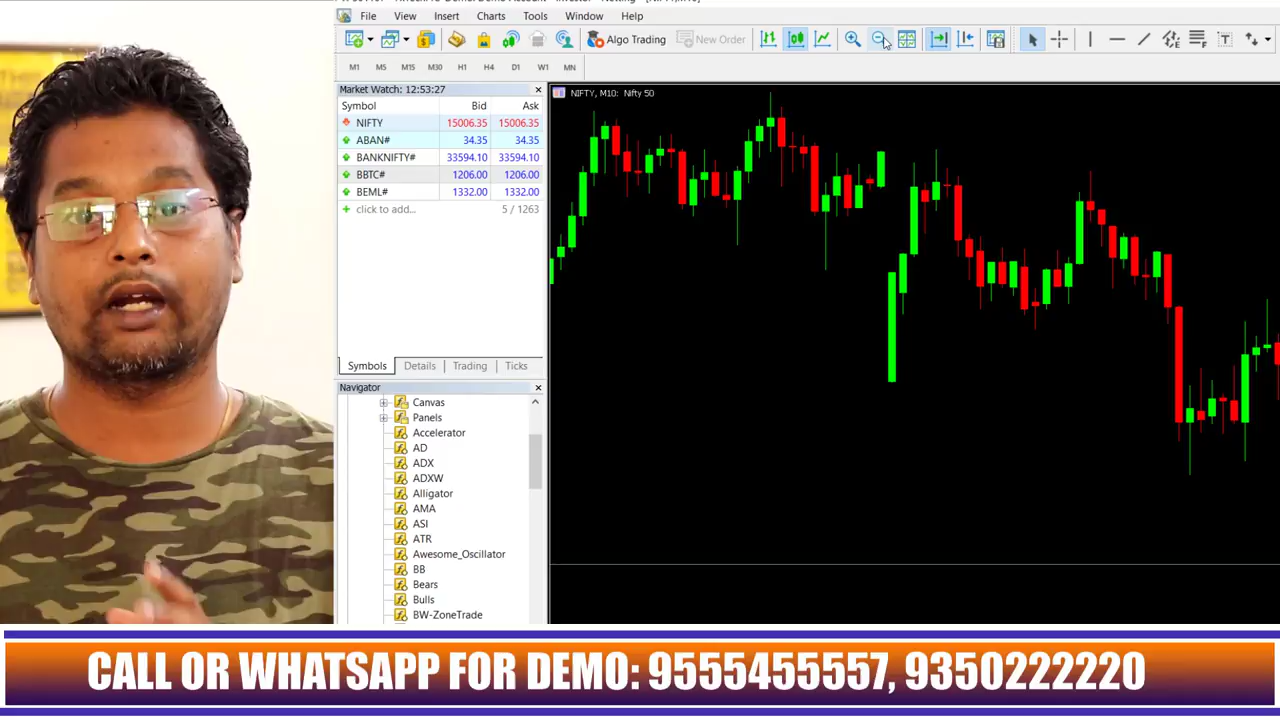 File View Insert Charts Tools Window Help
Algo Trading New Order
M1 M5 M15 M30 H1 H4 D1 W1 MN
Market Watch: 12:53:27
Symbol Bid Ask
NIFTY 15006.35 15006.35
ABAN# 34.35 34.35
BANKNIFTY# 33594.10 33594.10
BBTC# 1206.00 1206.00
BEML# 1332.00 1332.00
click to add... 5 / 1263
Symbols Details Trading Ticks
Navigator
Canvas
Panels
Accelerator
AD
ADX
ADXW
Alligator
AMA
ASI
ATR
Awesome_Oscillator
BB
Bears
Bulls
BW-ZoneTrade
NIFTY, M10: Nifty 50
CALL OR WHATSAPP FOR DEMO: 9555455557, 9350222220